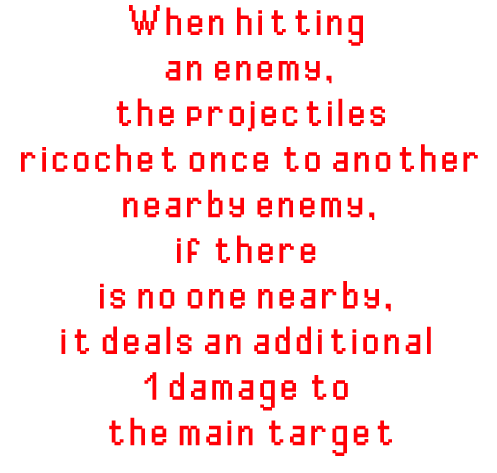 When hitting
an enemy,
the projectiles
ricochet once to another
nearby enemy,
if there
is no one nearby,
it deals an additional
1 damage to
the main target